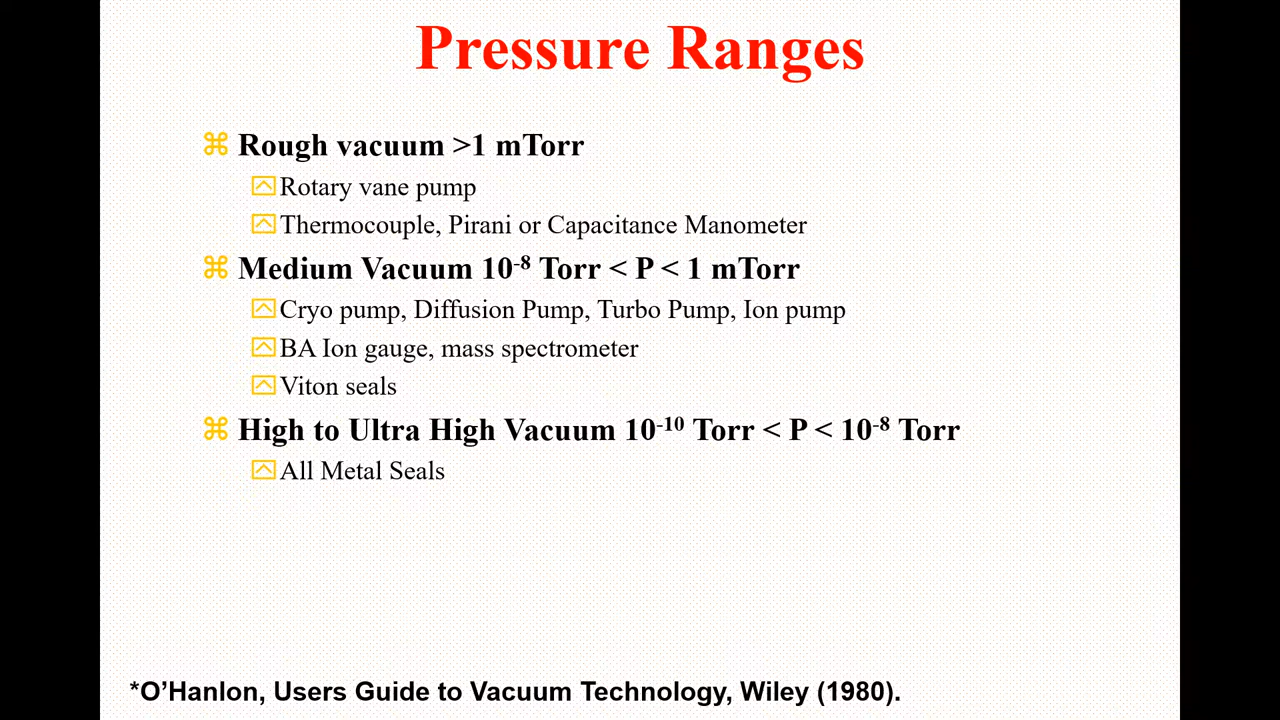 Pressure Ranges
Rough vacuum >1 mTorr
Rotary vane pump
Thermocouple, Pirani or Capacitance Manometer
Medium Vacuum 10⁻⁸ Torr < P < 1 mTorr
Cryo pump, Diffusion Pump, Turbo Pump, Ion pump
BA Ion gauge, mass spectrometer
Viton seals
High to Ultra High Vacuum 10⁻¹⁰ Torr < P < 10⁻⁸ Torr
All Metal Seals
*O’Hanlon, Users Guide to Vacuum Technology, Wiley (1980).